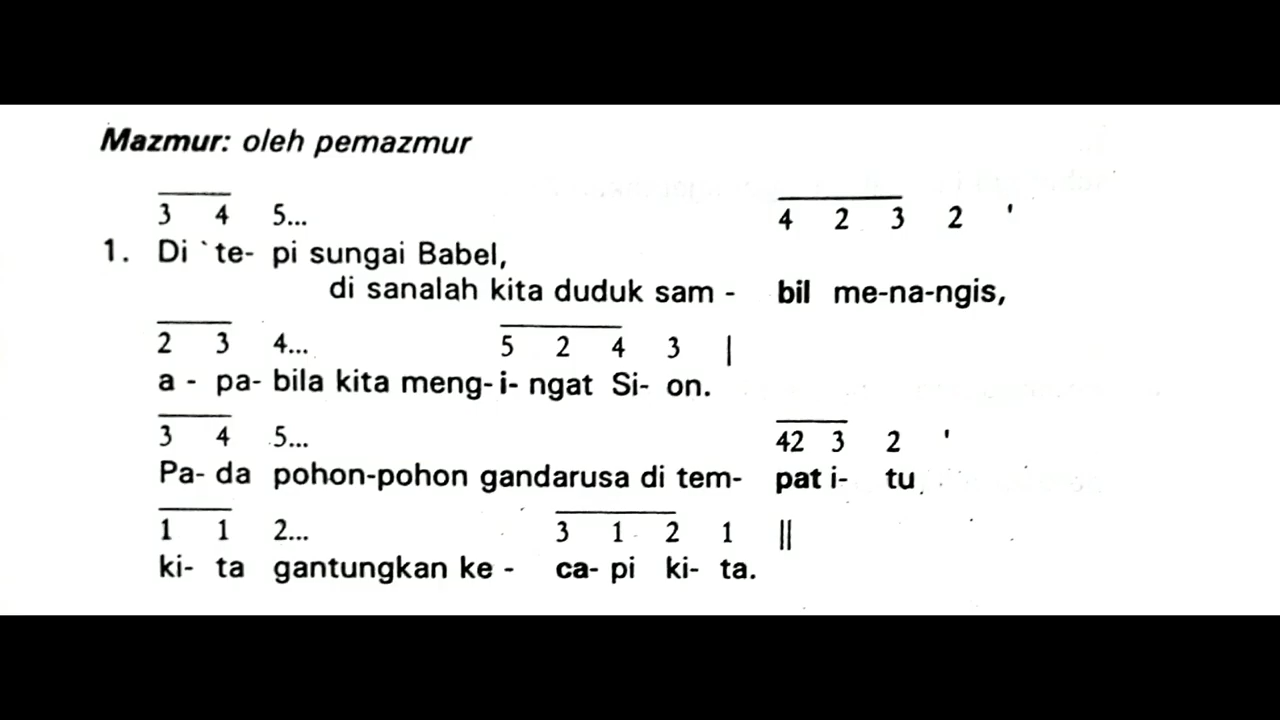 Mazmur: oleh pemazmur
3 4 5... 4 2 3 2 '
1. Di te- pi sungai Babel,
di sanalah kita duduk sam - bil me-na-ngis,
2 3 4... 5 2 4 3 |
a - pa- bila kita meng-i- ngat Si- on.
3 4 5... 42 3 2 '
Pa- da pohon-pohon gandarusa di tem- pat i- tu
1 1 2... 3 1 2 1 ||
ki- ta gantungkan ke - ca- pi ki- ta.